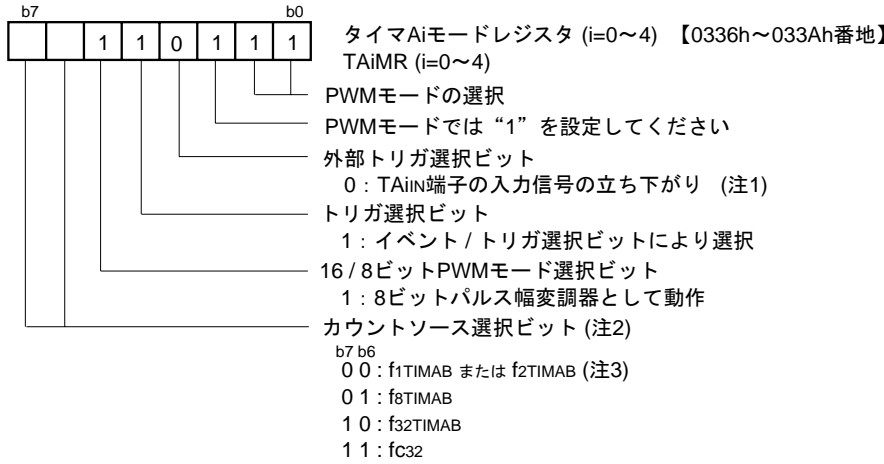 b7 b0
1 1 0 1 1 1
タイマAiモードレジスタ (i=0～4) 【0336h～033Ah番地】
TAiMR (i=0～4)
PWMモードの選択
PWMモードでは“1”を設定してください
外部トリガ選択ビット
0 : TAiIN端子の入力信号の立ち下がり (注1)
トリガ選択ビット
1 : イベント / トリガ選択ビットにより選択
16 / 8ビットPWMモード選択ビット
1 : 8ビットパルス幅変調器として動作
カウントソース選択ビット (注2)
b7 b6
0 0 : f1TIMAB または f2TIMAB (注3)
0 1 : f8TIMAB
1 0 : f32TIMAB
1 1 : fC32